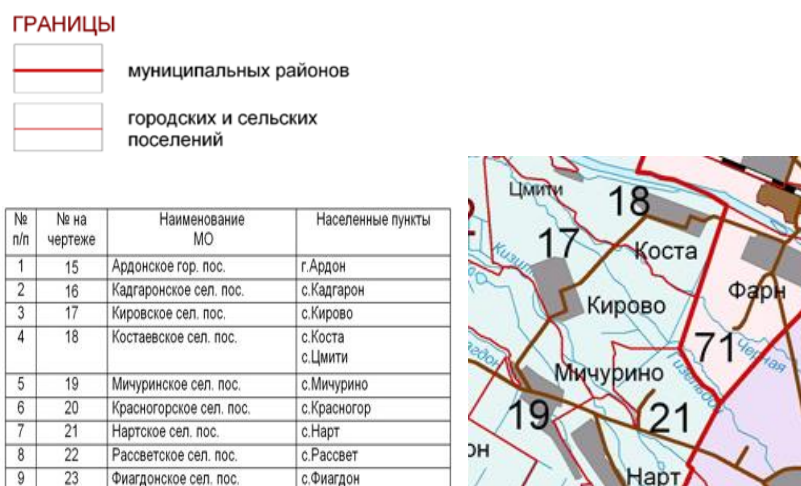 ГРАНИЦЫ
муниципальных районов
городских и сельских
поселений
№ п/п № на чертеже Наименование МО Населенные пункты
1 15 Ардонское гор. пос. г.Ардон
2 16 Кадгаронское сел. пос. с.Кадгарон
3 17 Кировское сел. пос. с.Кирово
4 18 Костаевское сел. пос. с.Коста
с.Цмити
5 19 Мичуринское сел. пос. с.Мичурино
6 20 Красногорское сел. пос. с.Красногор
7 21 Нартское сел. пос. с.Нарт
8 22 Рассветское сел. пос. с.Рассвет
9 23 Фиагдонское сел. пос. с.Фиагдон
Цмити
18
17
Коста
Фарн
Кирово
71
Черная
Мичурино
Гизельдон
19
21
Нарт